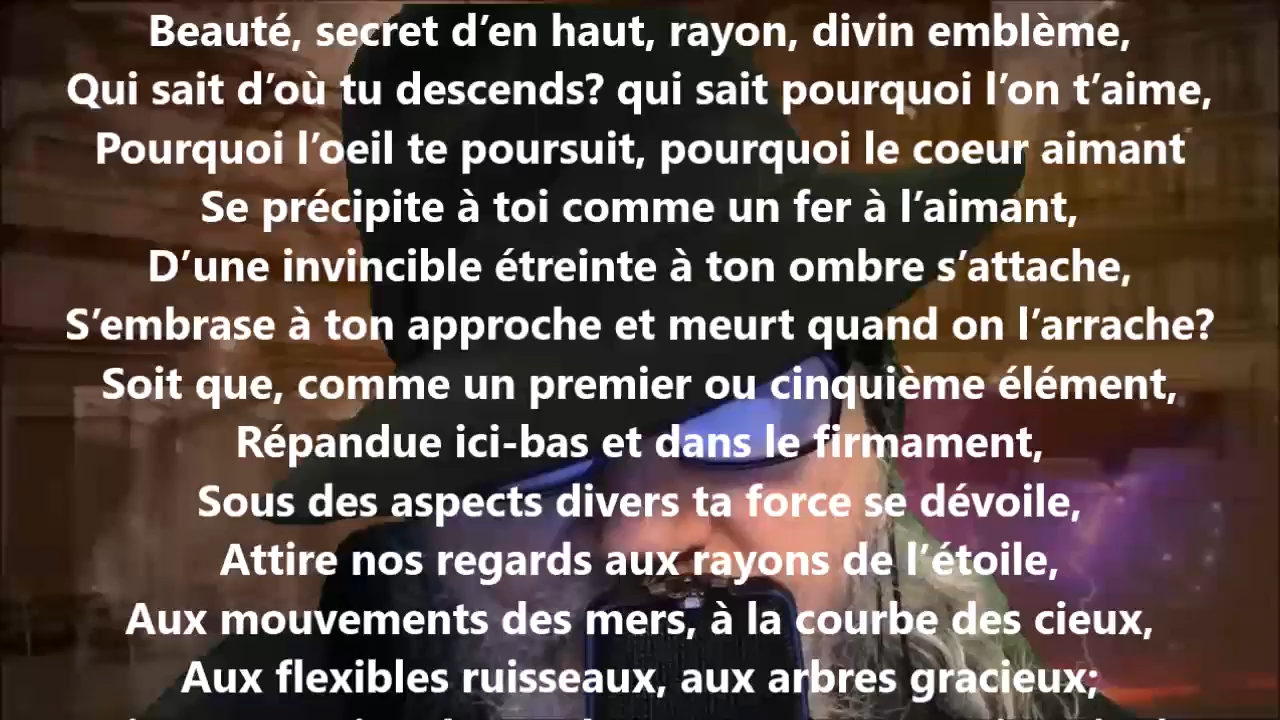 Beauté, secret d’en haut, rayon, divin emblème,
Qui sait d’où tu descends? qui sait pourquoi l’on t’aime,
Pourquoi l’oeil te poursuit, pourquoi le coeur aimant
Se précipite à toi comme un fer à l’aimant,
D’une invincible étreinte à ton ombre s’attache,
S’embrase à ton approche et meurt quand on l’arrache?
Soit que, comme un premier ou cinquième élément,
Répandue ici-bas et dans le firmament,
Sous des aspects divers ta force se dévoile,
Attire nos regards aux rayons de l’étoile,
Aux mouvements des mers, à la courbe des cieux,
Aux flexibles ruisseaux, aux arbres gracieux;